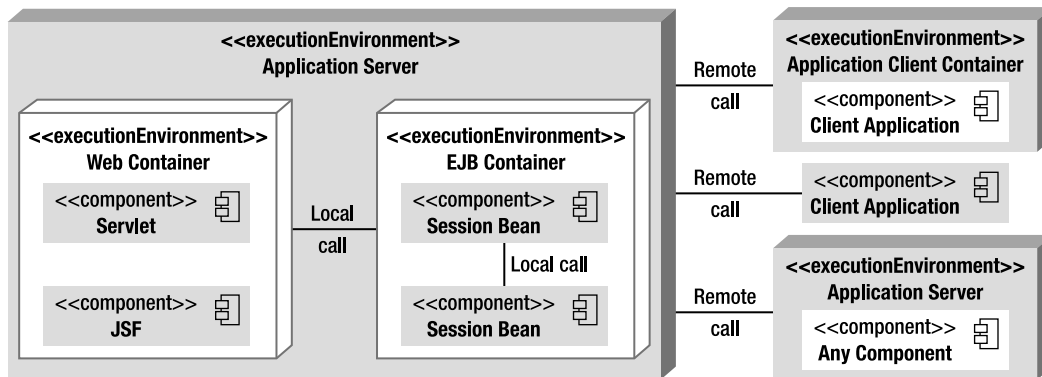 <<executionEnvironment>>
Application Server
<<executionEnvironment>>
Web Container
<<component>>
Servlet
<<component>>
JSF
Local
call
<<executionEnvironment>>
EJB Container
<<component>>
Session Bean
Local call
<<component>>
Session Bean
Remote
call
<<executionEnvironment>>
Application Client Container
<<component>>
Client Application
Remote
call
<<component>>
Client Application
Remote
call
<<executionEnvironment>>
Application Server
<<component>>
Any Component